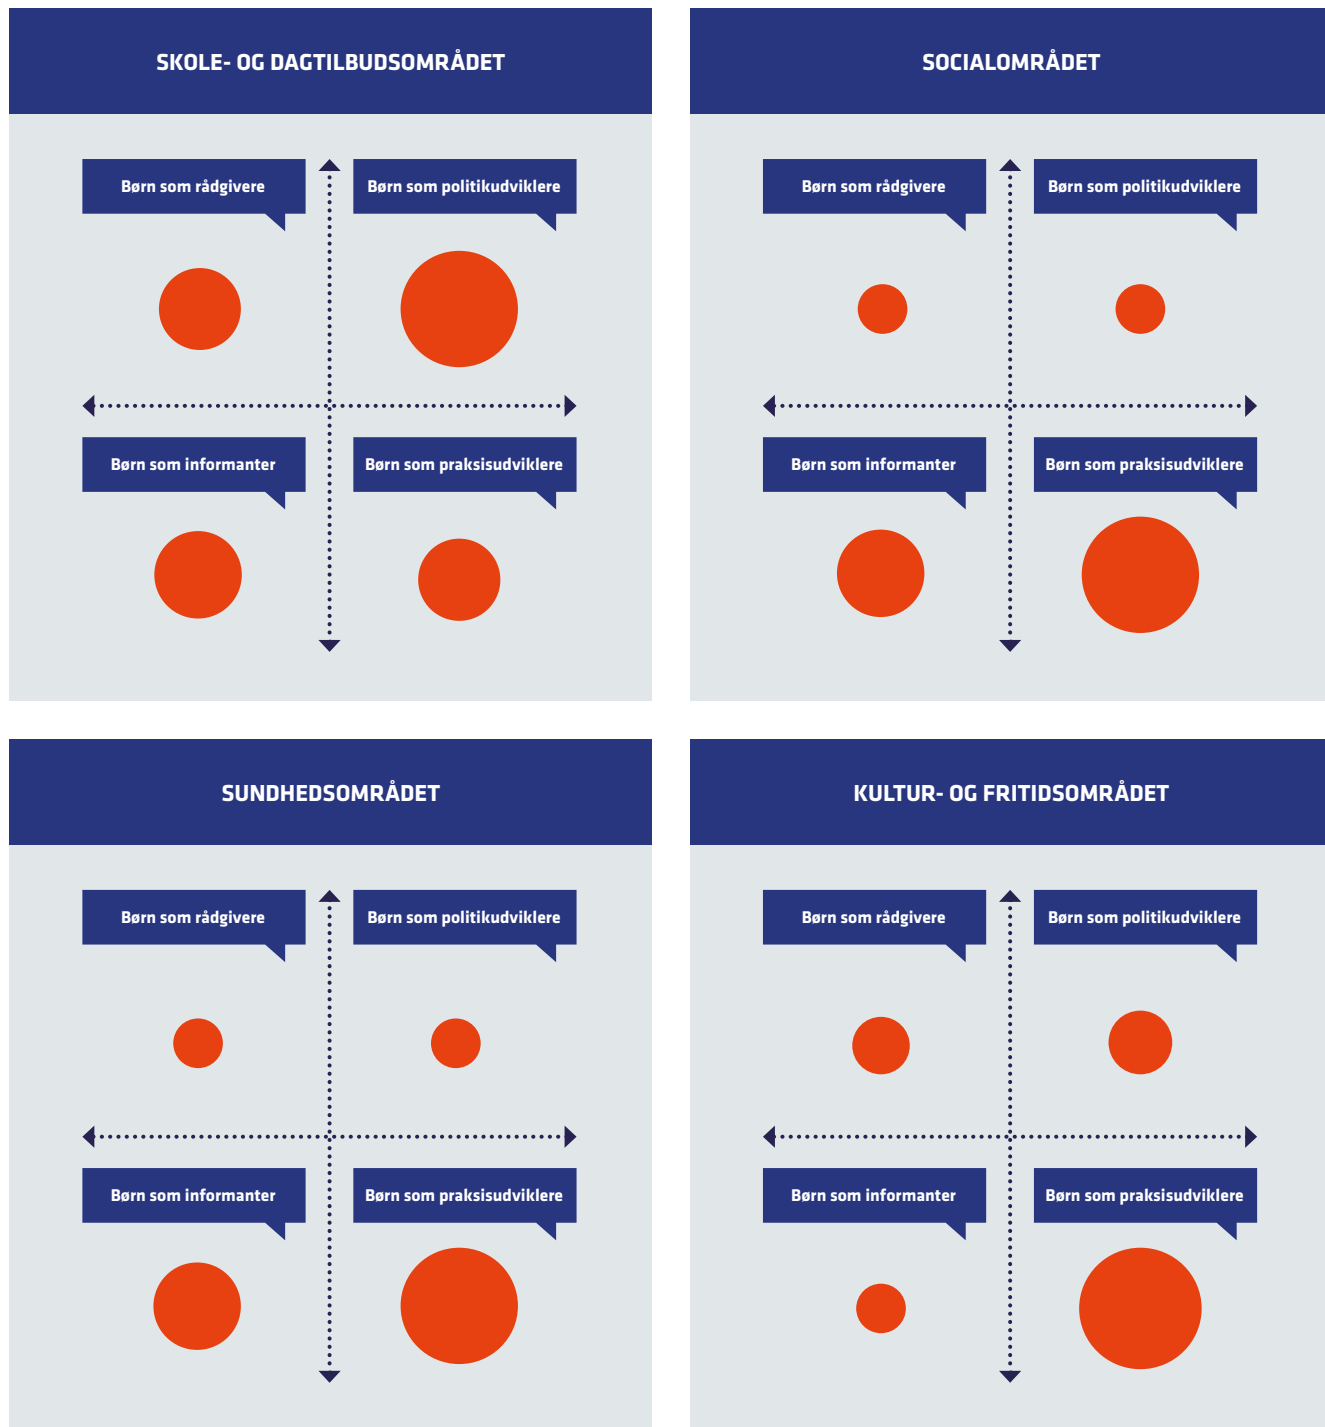 SKOLE- OG DAGTILBUDSOMRÅDET
Børn som rådgivere
Børn som politikudviklere
Børn som informanter
Børn som praksisudviklere
SOCIALOMRÅDET
Børn som rådgivere
Børn som politikudviklere
Børn som informanter
Børn som praksisudviklere
SUNDHEDSOMRÅDET
Børn som rådgivere
Børn som politikudviklere
Børn som informanter
Børn som praksisudviklere
KULTUR- OG FRITIDSOMRÅDET
Børn som rådgivere
Børn som politikudviklere
Børn som informanter
Børn som praksisudviklere